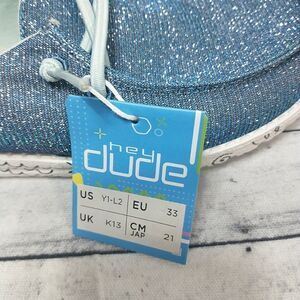 hey
dude
US Y1-L2 EU 33
UK K13 CM JAP 21